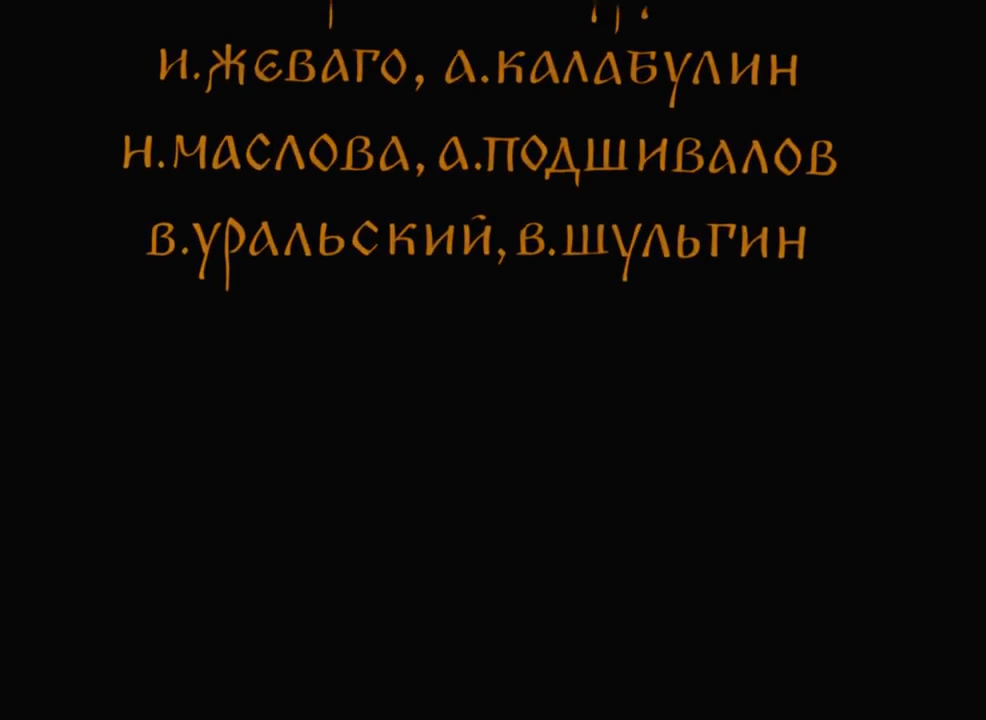 И.ЖЕВАГО, А.КАЛАБУЛИН
Н.МАСЛОВА, А.ПОДШИВАЛОВ
В.УРАЛЬСКИЙ, В.ШУЛЬГИН